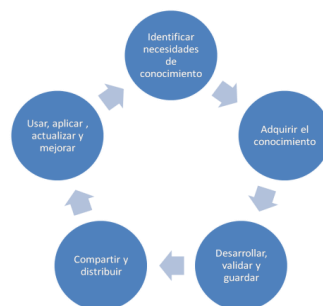 Identificar
necesidades
de
conocimiento
Adquirir el
conocimiento
Desarrollar,
validar y
guardar
Compartir y
distribuir
Usar, aplicar ,
actualizar y
mejorar